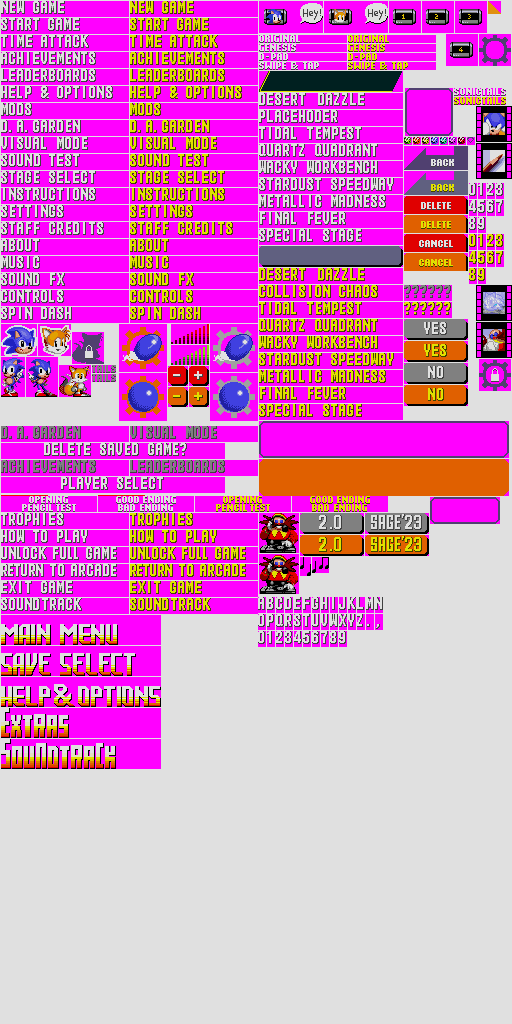 NEW GAME NEW GAME
START GAME START GAME
TIME ATTACK TIME ATTACK
ACHIEVEMENTS ACHIEVEMENTS
LEADERBOARDS LEADERBOARDS
HELP & OPTIONS HELP & OPTIONS
MODS MODS
D. A. GARDEN D. A. GARDEN
VISUAL MODE VISUAL MODE
SOUND TEST SOUND TEST
STAGE SELECT STAGE SELECT
INSTRUCTIONS INSTRUCTIONS
SETTINGS SETTINGS
STAFF CREDITS STAFF CREDITS
ABOUT ABOUT
MUSIC MUSIC
SOUND FX SOUND FX
CONTROLS CONTROLS
SPIN DASH SPIN DASH
Hey! Hey! 1 2 3
4
ORIGINAL ORIGINAL
GENESIS GENESIS
D-PAD D-PAD
SWIPE & TAP SWIPE & TAP
DESERT DAZZLE
PLACEHODER
TIDAL TEMPEST
QUARTZ QUADRANT
WACKY WORKBENCH
STARDUST SPEEDWAY
METALLIC MADNESS
FINAL FEVER
SPECIAL STAGE
DESERT DAZZLE
COLLISION CHAOS
TIDAL TEMPEST
QUARTZ QUADRANT
WACKY WORKBENCH
STARDUST SPEEDWAY
METALLIC MADNESS
FINAL FEVER
SPECIAL STAGE
SONICTAILS
SONICTAILS
BACK
BACK
DELETE
DELETE
CANCEL
CANCEL
0123
4567
89
0123
4567
89
??????
??????
YES
YES
NO
NO
D. A. GARDEN VISUAL MODE
DELETE SAVED GAME?
ACHIEVEMENTS LEADERBOARDS
PLAYER SELECT
OPENING GOOD ENDING OPENING GOOD ENDING
PENCIL TEST BAD ENDING PENCIL TEST BAD ENDING
TROPHIES TROPHIES
HOW TO PLAY HOW TO PLAY
UNLOCK FULL GAME UNLOCK FULL GAME
RETURN TO ARCADE RETURN TO ARCADE
EXIT GAME EXIT GAME
SOUNDTRACK SOUNDTRACK
2.0 SAGE'23
2.0 SAGE'23
ABCDEFGHIJKLMN
OPQRSTUVWXYZ.,
0123456789
MAIN MENU
SAVE SELECT
HELP & OPTIONS
EXTRAS
SOUNDTRACK